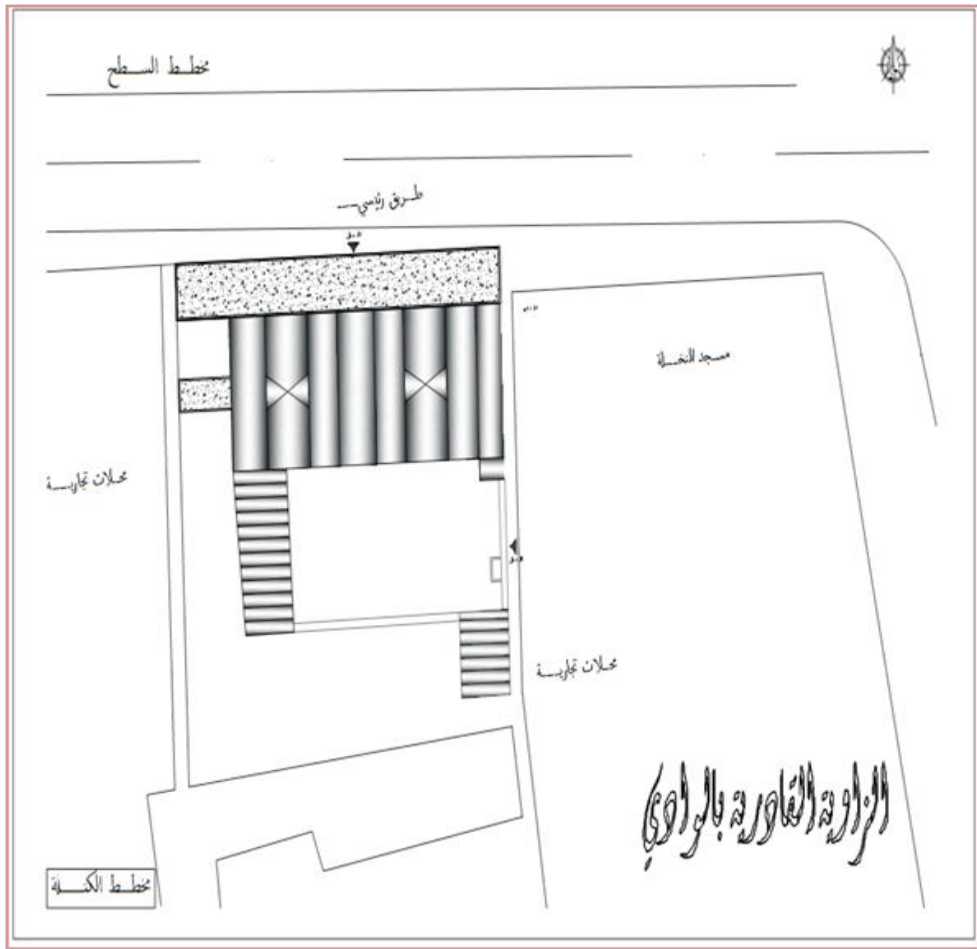 مخطط السطح
طريق رئيسي
مسجد النخلة
محلات تجارية
محلات تجارية
الزاوية القادرية بالوادي
مخطط الكتلة